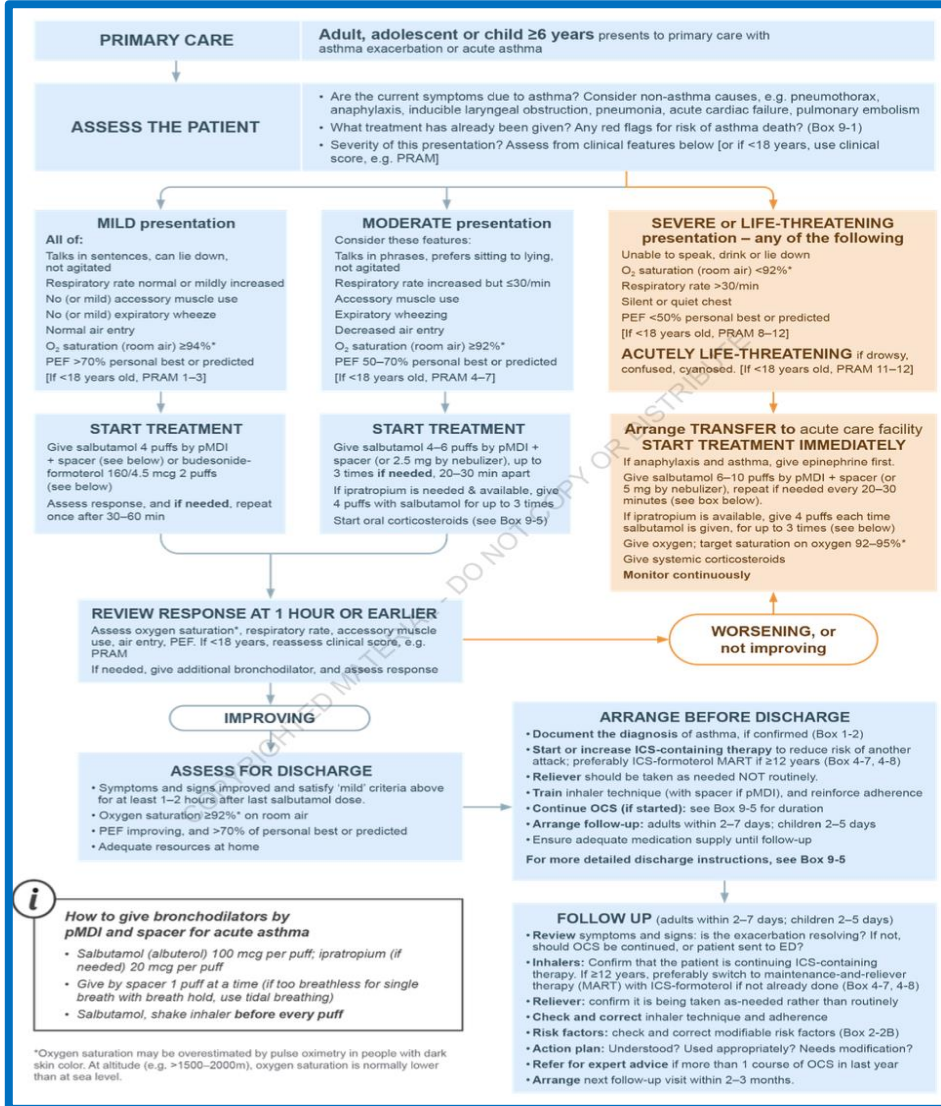 PRIMARY CARE
Adult, adolescent or child ≥6 years presents to primary care with
asthma exacerbation or acute asthma
ASSESS THE PATIENT
• Are the current symptoms due to asthma? Consider non-asthma causes, e.g. pneumothorax,
anaphylaxis, inducible laryngeal obstruction, pneumonia, acute cardiac failure, pulmonary embolism
• What treatment has already been given? Any red flags for risk of asthma death? (Box 9-1)
• Severity of this presentation? Assess from clinical features below [or if <18 years, use clinical
score, e.g. PRAM]
MILD presentation
All of:
Talks in sentences, can lie down,
not agitated
Respiratory rate normal or mildly increased
No (or mild) accessory muscle use
No (or mild) expiratory wheeze
Normal air entry
O₂ saturation (room air) ≥94%*
PEF >70% personal best or predicted
[If <18 years old, PRAM 1–3]
MODERATE presentation
Consider these features:
Talks in phrases, prefers sitting to lying,
not agitated
Respiratory rate increased but ≤30/min
Accessory muscle use
Expiratory wheezing
Decreased air entry
O₂ saturation (room air) ≥92%*
PEF 50–70% personal best or predicted
[If <18 years old, PRAM 4–7]
SEVERE or LIFE-THREATENING
presentation – any of the following
Unable to speak, drink or lie down
O₂ saturation (room air) <92%*
Respiratory rate >30/min
Silent or quiet chest
PEF <50% personal best or predicted
[If <18 years old, PRAM 8–12]
ACUTELY LIFE-THREATENING if drowsy,
confused, cyanosed. [If <18 years old, PRAM 11–12]
START TREATMENT
Give salbutamol 4 puffs by pMDI
+ spacer (see below) or budesonide-
formoterol 160/4.5 mcg 2 puffs
(see below)
Assess response, and if needed, repeat
once after 30–60 min
START TREATMENT
Give salbutamol 4–6 puffs by pMDI +
spacer (or 2.5 mg by nebulizer), up to
3 times if needed, 20–30 min apart
If ipratropium is needed & available, give
4 puffs with salbutamol for up to 3 times
Start oral corticosteroids (see Box 9-5)
Arrange TRANSFER to acute care facility
START TREATMENT IMMEDIATELY
If anaphylaxis and asthma, give epinephrine first.
Give salbutamol 6–10 puffs by pMDI + spacer (or
5 mg by nebulizer), repeat if needed every 20–30
minutes (see box below).
If ipratropium is available, give 4 puffs each time
salbutamol is given, for up to 3 times (see below)
Give oxygen; target saturation on oxygen 92–95%*
Give systemic corticosteroids
Monitor continuously
REVIEW RESPONSE AT 1 HOUR OR EARLIER
Assess oxygen saturation*, respiratory rate, accessory muscle
use, air entry, PEF. If <18 years, reassess clinical score, e.g.
PRAM
If needed, give additional bronchodilator, and assess response
WORSENING, or
not improving
IMPROVING
ASSESS FOR DISCHARGE
• Symptoms and signs improved and satisfy ‘mild’ criteria above
for at least 1–2 hours after last salbutamol dose.
• Oxygen saturation ≥92%* on room air
• PEF improving, and >70% of personal best or predicted
• Adequate resources at home
ARRANGE BEFORE DISCHARGE
• Document the diagnosis of asthma, if confirmed (Box 1-2)
• Start or increase ICS-containing therapy to reduce risk of another
attack; preferably ICS-formoterol MART if ≥12 years (Box 4-7, 4-8)
• Reliever should be taken as needed NOT routinely.
• Train inhaler technique (with spacer if pMDI), and reinforce adherence
• Continue OCS (if started): see Box 9-5 for duration
• Arrange follow-up: adults within 2–7 days; children 2–5 days
• Ensure adequate medication supply until follow-up
For more detailed discharge instructions, see Box 9-5
i
How to give bronchodilators by
pMDI and spacer for acute asthma
• Salbutamol (albuterol) 100 mcg per puff; ipratropium (if
needed) 20 mcg per puff
• Give by spacer 1 puff at a time (if too breathless for single
breath with breath hold, use tidal breathing)
• Salbutamol, shake inhaler before every puff
FOLLOW UP (adults within 2–7 days; children 2–5 days)
• Review symptoms and signs: is the exacerbation resolving? If not,
should OCS be continued, or patient sent to ED?
• Inhalers: Confirm that the patient is continuing ICS-containing
therapy. If ≥12 years, preferably switch to maintenance-and-reliever
therapy (MART) with ICS-formoterol if not already done (Box 4-7, 4-8)
• Reliever: confirm it is being taken as-needed rather than routinely
• Check and correct inhaler technique and adherence
• Risk factors: check and correct modifiable risk factors (Box 2-2B)
• Action plan: Understood? Used appropriately? Needs modification?
• Refer for expert advice if more than 1 course of OCS in last year
• Arrange next follow-up visit within 2–3 months.
*Oxygen saturation may be overestimated by pulse oximetry in people with dark
skin color. At altitude (e.g. >1500–2000m), oxygen saturation is normally lower
than at sea level.
COPYRIGHTED MATERIAL - DO NOT COPY OR DISTRIBUTE